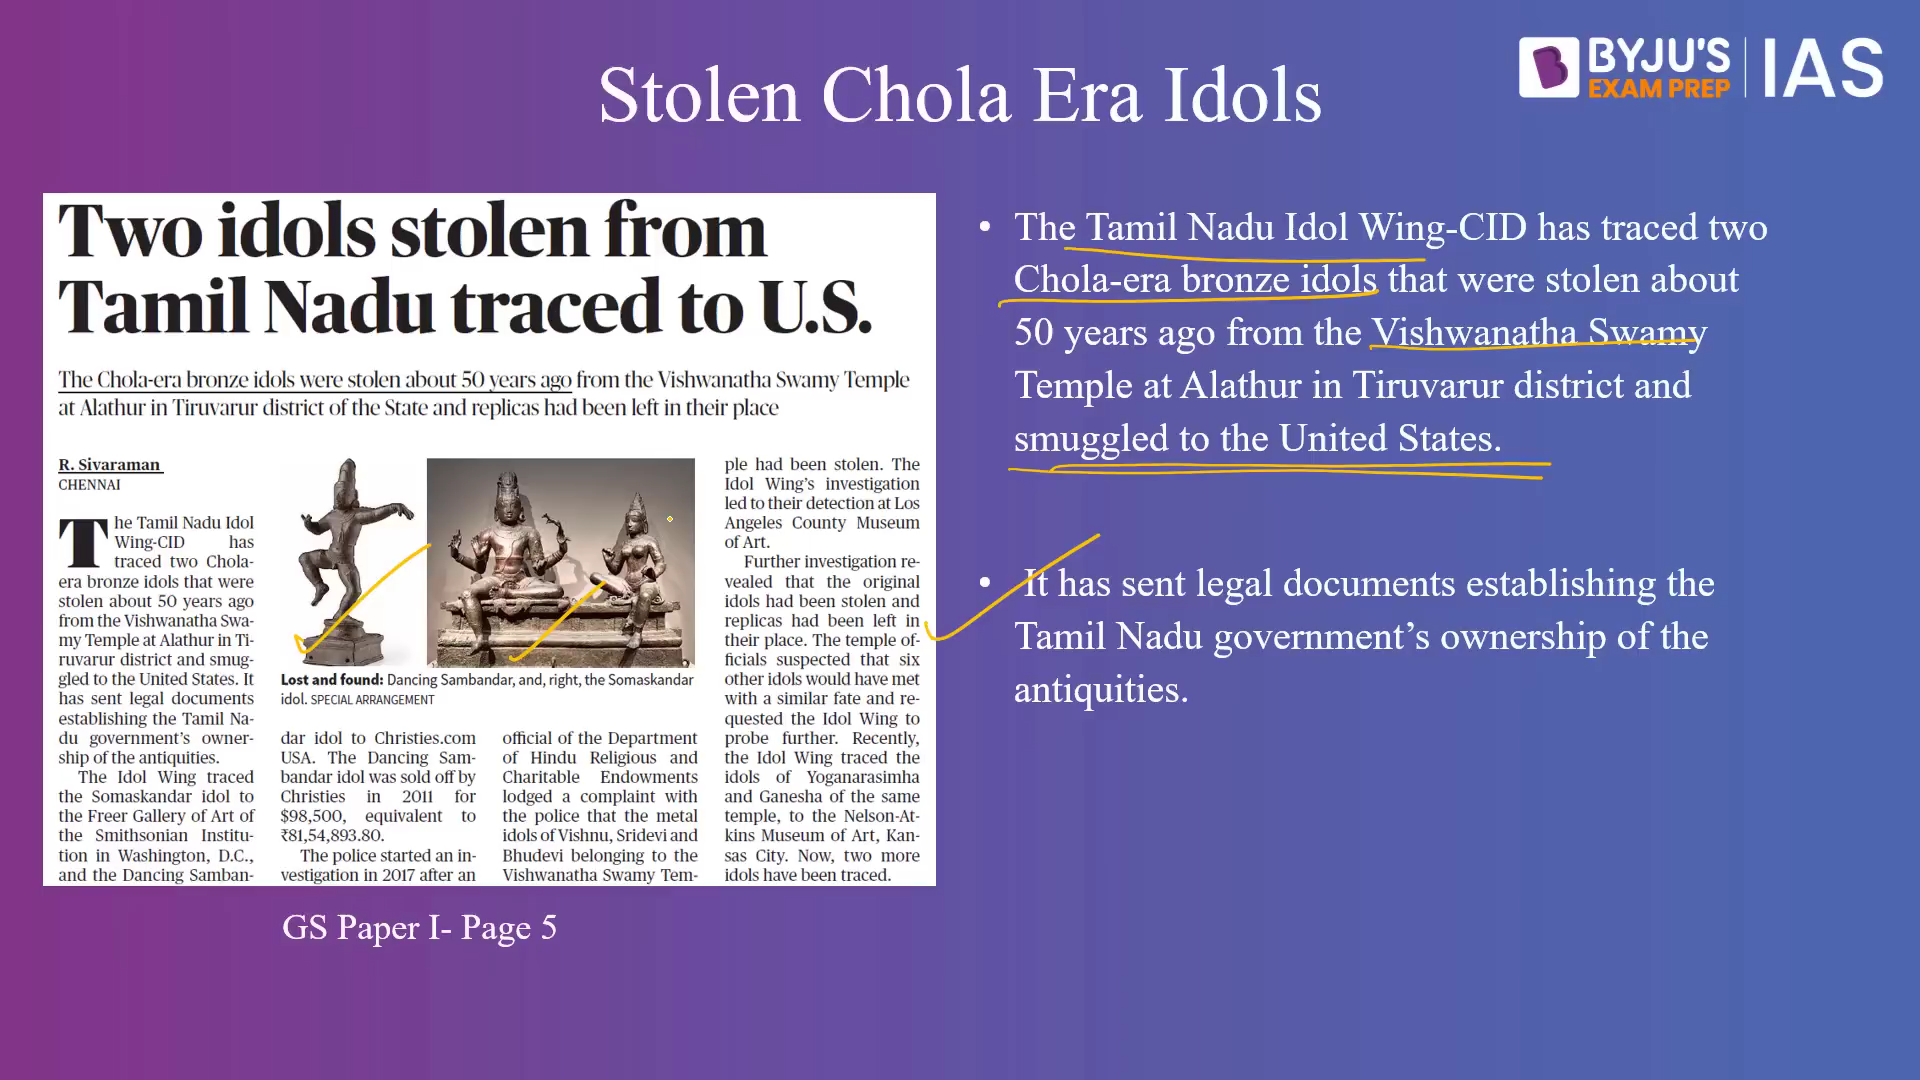 Stolen Chola Era Idols
BYJU'S
EXAM PREP
IAS
Two idols stolen from
Tamil Nadu traced to U.S.
The Chola-era bronze idols were stolen about 50 years ago from the Vishwanatha Swamy Temple
at Alathur in Tiruvarur district of the State and replicas had been left in their place
R. Sivaraman
CHENNAI
The Tamil Nadu Idol
Wing-CID has
traced two Chola-
era bronze idols that were
stolen about 50 years ago
from the Vishwanatha Swa-
my Temple at Alathur in Ti-
ruvarur district and smug-
gled to the United States. It
has sent legal documents
establishing the Tamil Na-
du government's owner-
ship of the antiquities.
The Idol Wing traced
the Somaskandar idol to
the Freer Gallery of Art of
the Smithsonian Institu-
tion in Washington, D.C.,
and the Dancing Samban-
Lost and found: Dancing Sambandar, and, right, the Somaskandar
idol. SPECIAL ARRANGEMENT
dar idol to Christies.com
USA. The Dancing Sam-
bandar idol was sold off by
Christies in 2011 for
$98,500, equivalent to
₹81,54,893.80.
The police started an in-
vestigation in 2017 after an
official of the Department
of Hindu Religious and
Charitable Endowments
lodged a complaint with
the police that the metal
idols of Vishnu, Sridevi and
Bhudevi belonging to the
Vishwanatha Swamy Tem-
ple had been stolen. The
Idol Wing's investigation
led to their detection at Los
Angeles County Museum
of Art.
Further investigation re-
vealed that the original
idols had been stolen and
replicas had been left in
their place. The temple of-
ficials suspected that six
other idols would have met
with a similar fate and re-
quested the Idol Wing to
probe further. Recently,
the Idol Wing traced the
idols of Yoganarasimha
and Ganesha of the same
temple, to the Nelson-At-
kins Museum of Art, Kan-
sas City. Now, two more
idols have been traced.
GS Paper I- Page 5
• The Tamil Nadu Idol Wing-CID has traced two
Chola-era bronze idols that were stolen about
50 years ago from the Vishwanatha Swamy
Temple at Alathur in Tiruvarur district and
smuggled to the United States.
• It has sent legal documents establishing the
Tamil Nadu government's ownership of the
antiquities.